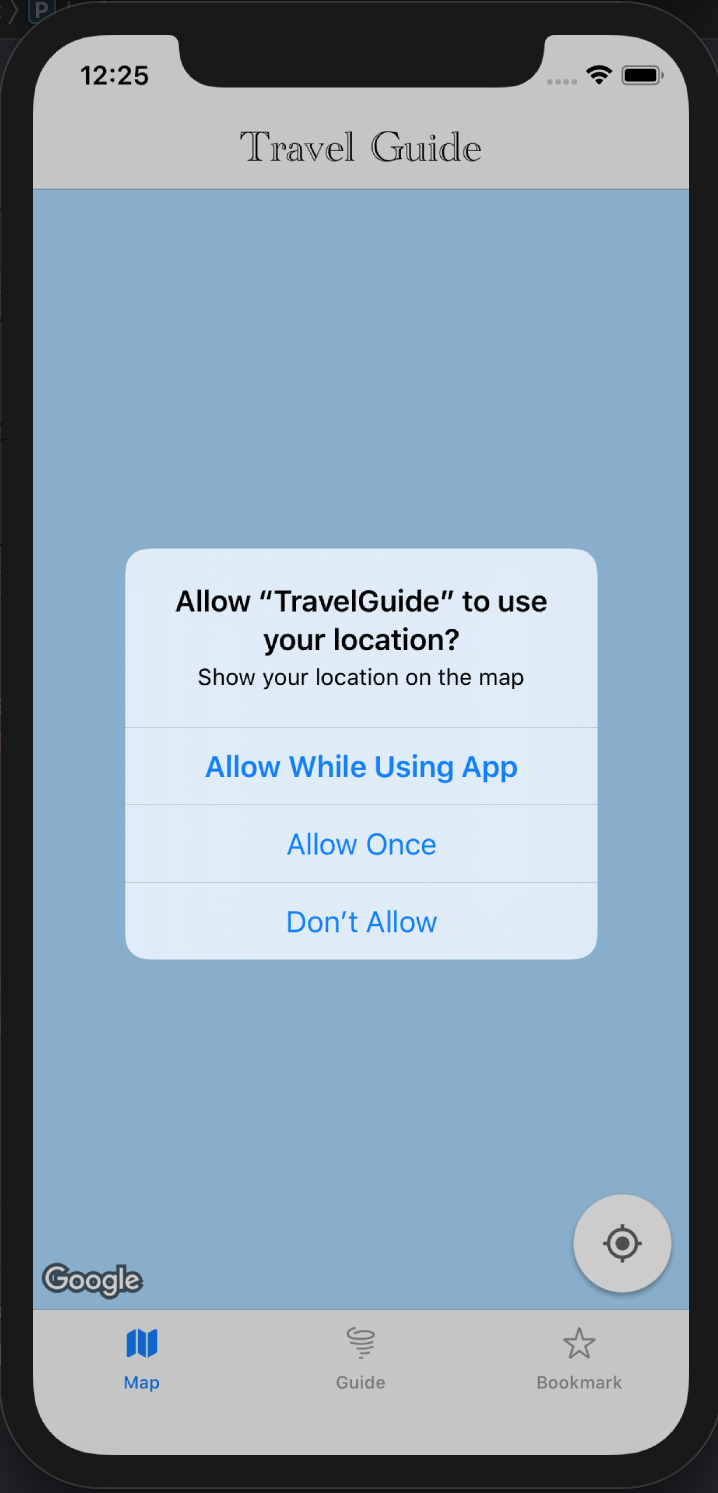 P
12:25
Travel Guide
Allow “TravelGuide” to use
your location?
Show your location on the map
Allow While Using App
Allow Once
Don’t Allow
Google
Map
Guide
Bookmark